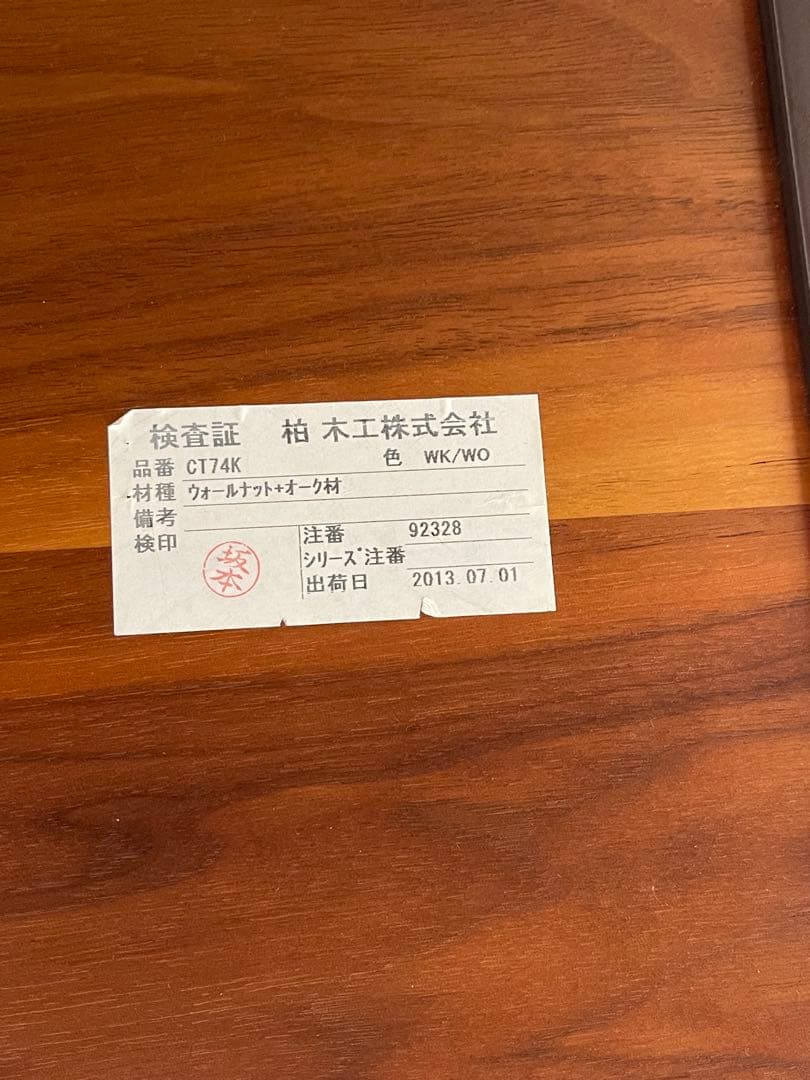 検査証 柏木工株式会社
品番 CT74K 色 WK/WO
材種 ウォールナット+オーク材
備考
検印 注番 92328
坂本
シリーズ注番
出荷日 2013.07.01